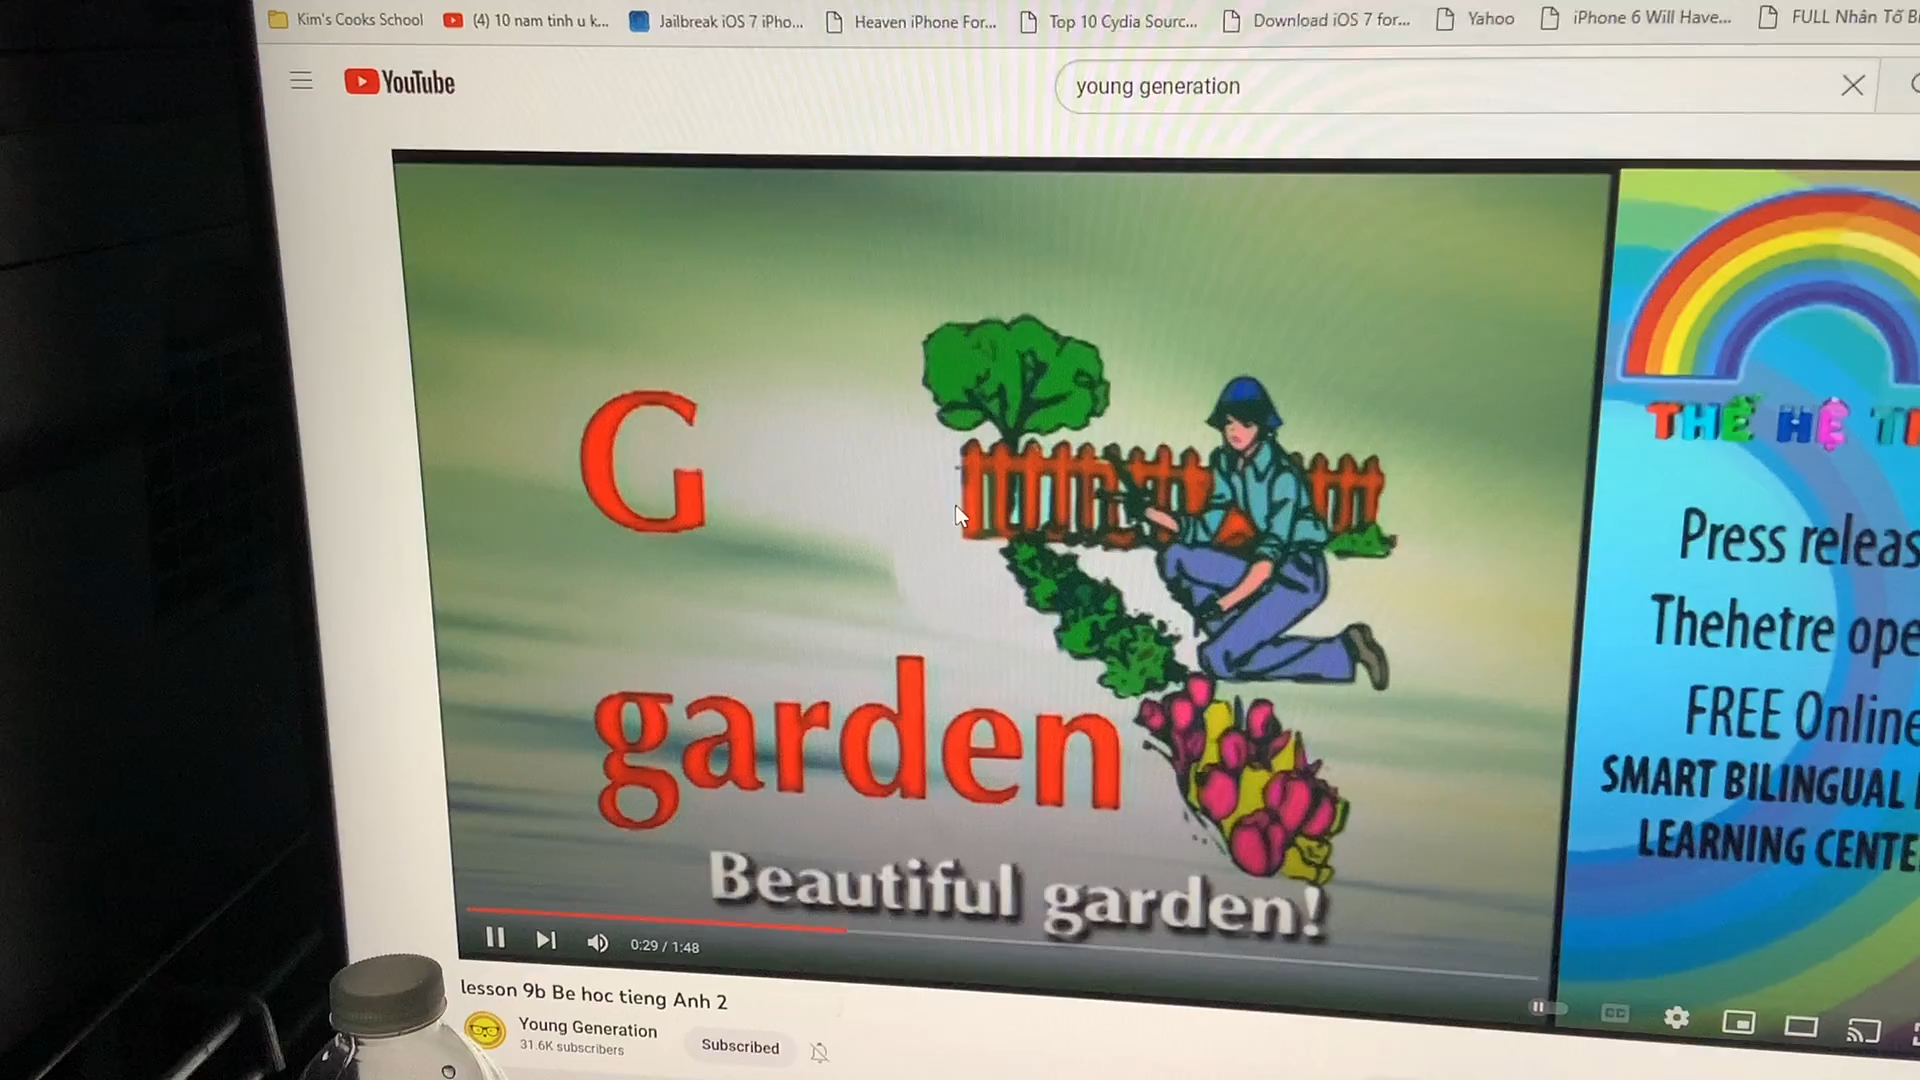 Kim's Cooks School
(4) 10 nam tinh u k...
Jailbreak iOS 7 iPho...
Heaven iPhone For...
Top 10 Cydia Sourc...
Download iOS 7 for...
Yahoo
iPhone 6 Will Have...
FULL Nhân Tố
YouTube
young generation
G
garden
Beautiful garden!
THẾ HỆ
Press releas
Thehetre ope
FREE Online
SMART BILINGUAL
LEARNING CENTE
0:29 / 1:48
CC
lesson 9b Be hoc tieng Anh 2
Young Generation
31.6K subscribers
Subscribed